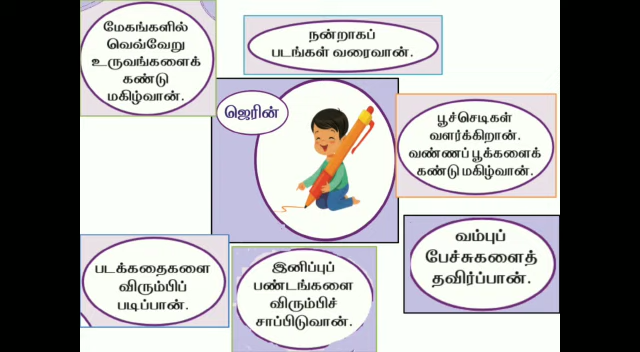 மேகங்களில்
வெவ்வேறு
உருவங்களைக்
கண்டு
மகிழ்வான்.
நன்றாகப்
படங்கள் வரைவான்.
ஜெரின்
பூச்செடிகள்
வளர்க்கிறான்.
வண்ணப் பூக்களைக்
கண்டு மகிழ்வான்.
படக்கதைகளை
விரும்பிப்
படிப்பான்.
இனிப்புப்
பண்டங்களை
விரும்பிச்
சாப்பிடுவான்.
வம்புப்
பேச்சுகளைத்
தவிர்ப்பான்.